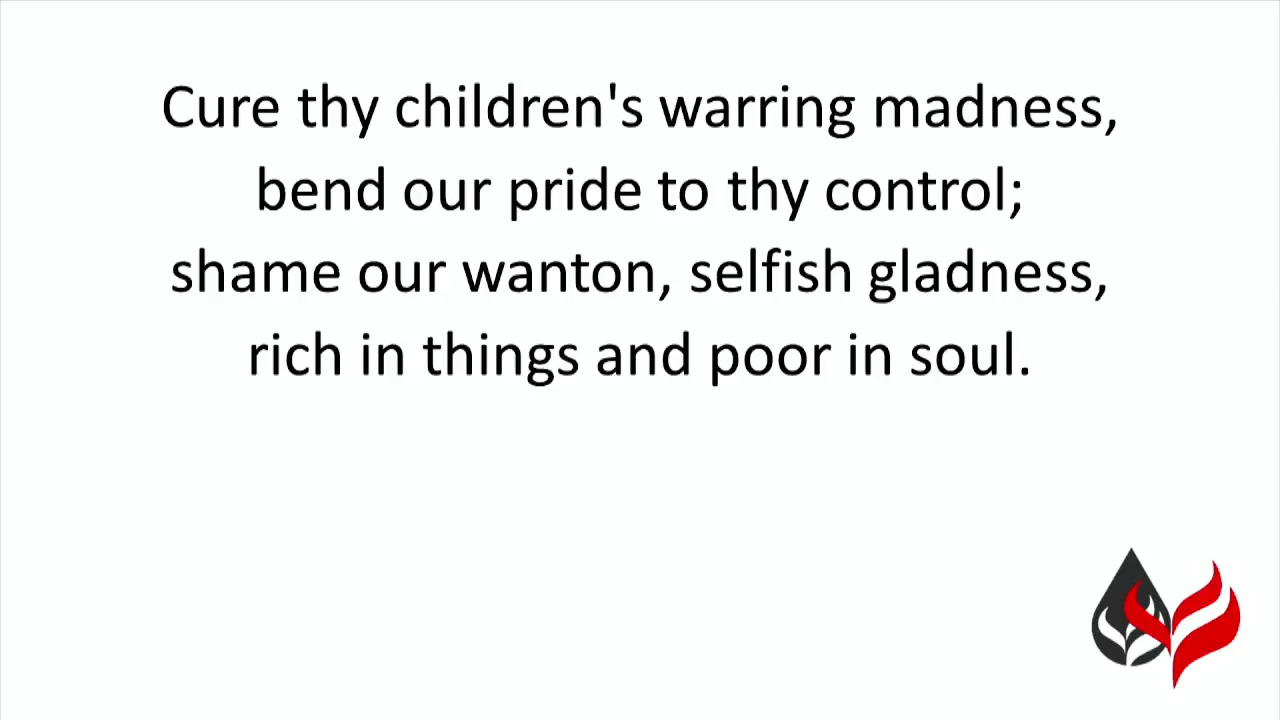 Cure thy children's warring madness,
bend our pride to thy control;
shame our wanton, selfish gladness,
rich in things and poor in soul.